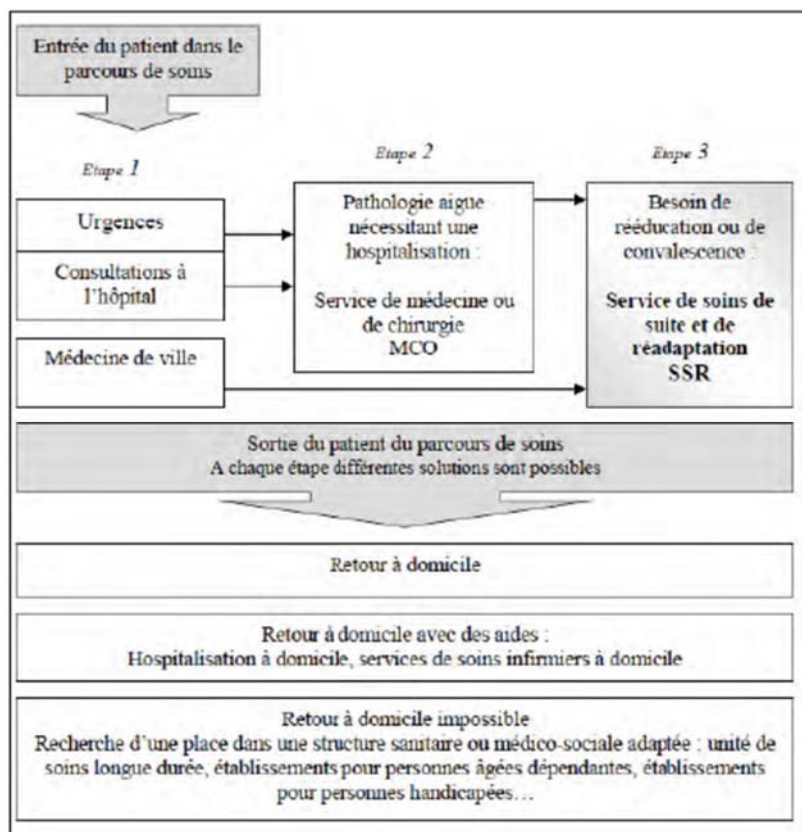 Entrée du patient dans le
parcours de soins
Etape 1
Etape 2
Etape 3
Urgences
Consultations à
l'hôpital
Médecine de ville
Pathologie aigue
nécessitant une
hospitalisation :
Service de médecine ou
de chirurgie
MCO
Besoin de
rééducation ou de
convalescence :
Service de soins de
suite et de
réadaptation
SSR
Sortie du patient du parcours de soins
A chaque étape différentes solutions sont possibles
Retour à domicile
Retour à domicile avec des aides :
Hospitalisation à domicile, services de soins infirmiers à domicile
Retour à domicile impossible
Recherche d'une place dans une structure sanitaire ou médico-sociale adaptée : unité de
soins longue durée, établissements pour personnes âgées dépendantes, établissements
pour personnes handicapées…